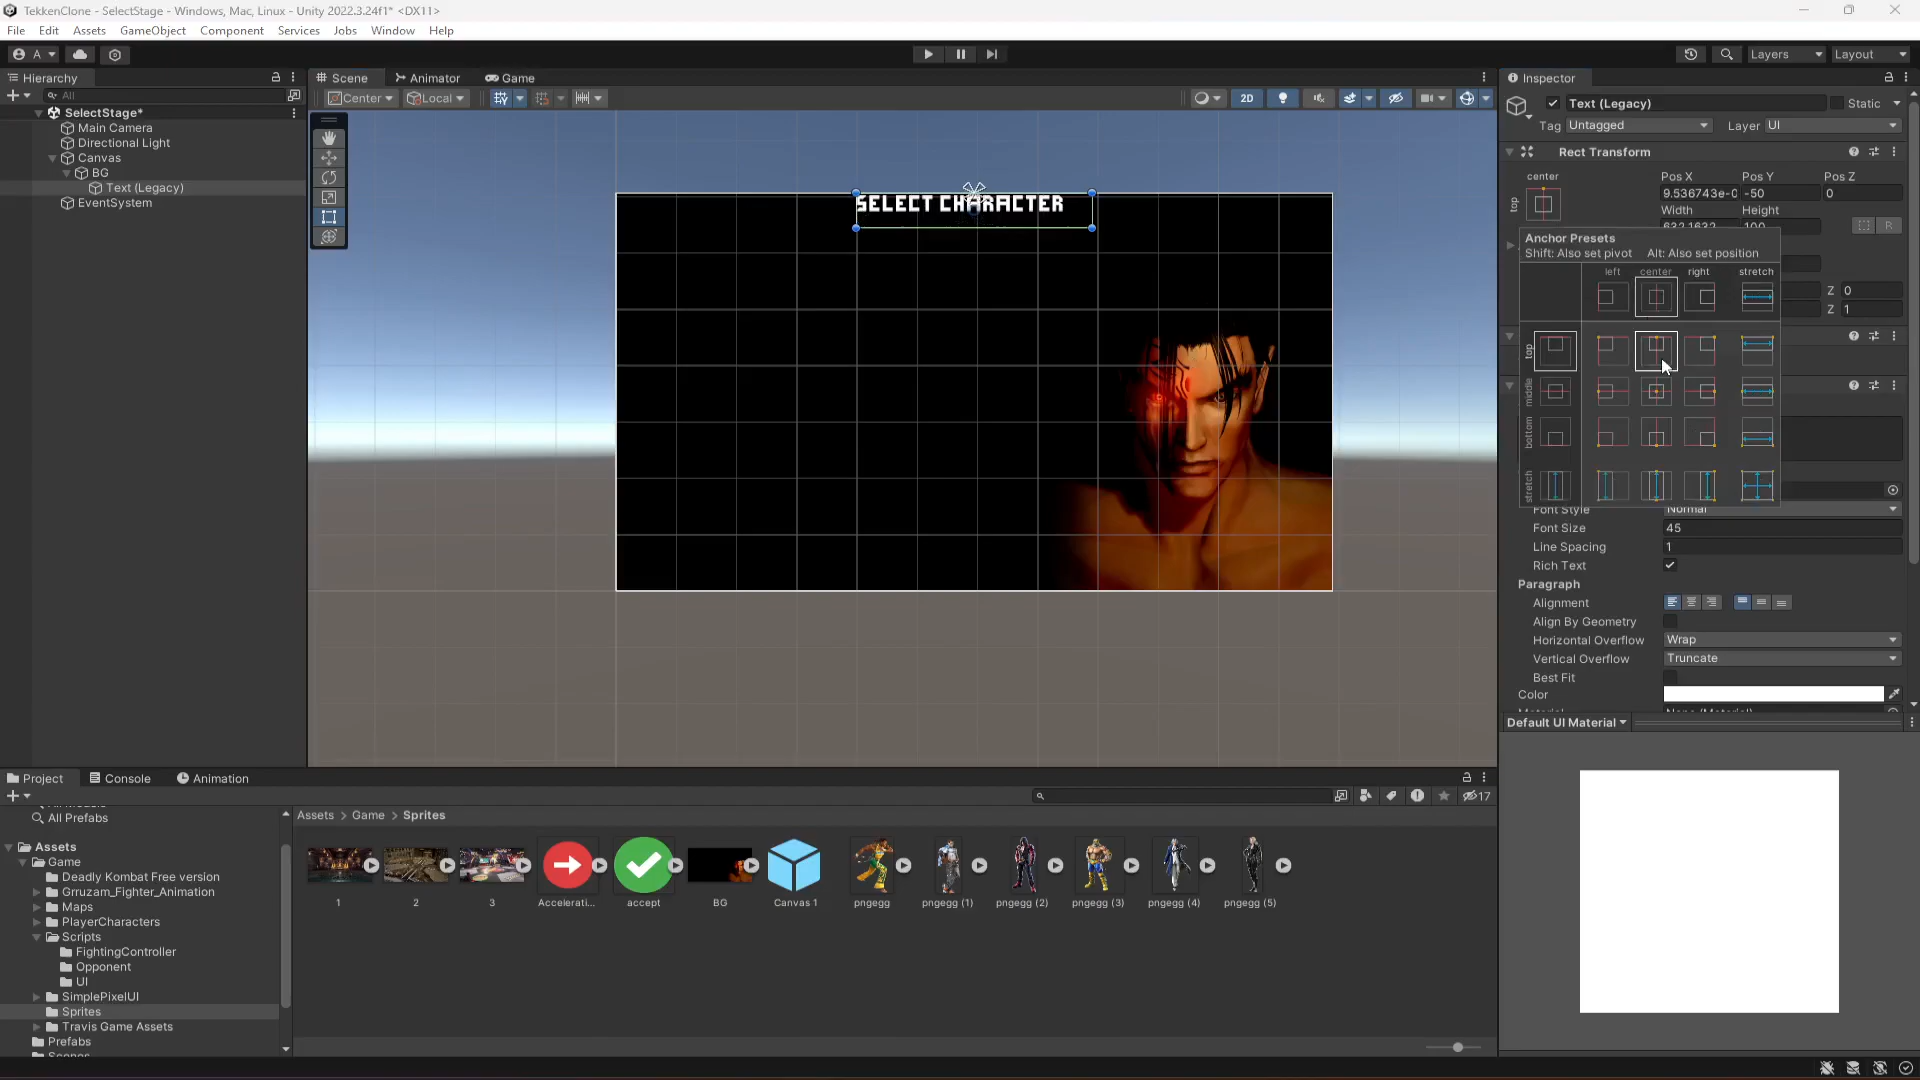 TekkenClone - SelectStage - Windows, Mac, Linux - Unity 2022.3.24f1* <DX11>
File Edit Assets GameObject Component Services Jobs Window Help
A Layers Layout
Hierarchy
All
SelectStage*
Main Camera
Directional Light
Canvas
BG
Text (Legacy)
EventSystem
Scene Animator Game
Center Local 2D
SELECT CHARACTER
Inspector
Text (Legacy) Static
Tag Untagged Layer UI
Rect Transform
center Pos X Pos Y Pos Z
top 9.536743e-0 -50 0
Width Height
632.1632 100
R
Anchor Presets
Shift: Also set pivot Alt: Also set position
left center right stretch
Z 0
Z 1
top
middle
bottom
stretch
Font Style Normal
Font Size 45
Line Spacing 1
Rich Text
Paragraph
Alignment
Align By Geometry
Horizontal Overflow Wrap
Vertical Overflow Truncate
Best Fit
Color
Material None (Material)
Default UI Material
Project Console Animation
17
All Prefabs
Assets
Game
Deadly Kombat Free version
Grruzam_Fighter_Animation
Maps
PlayerCharacters
Scripts
FightingController
Opponent
UI
SimplePixelUI
Sprites
Travis Game Assets
Prefabs
Scenes
Assets > Game > Sprites
1 2 3 Accelerati... accept BG Canvas 1 pngegg pngegg (1) pngegg (2) pngegg (3) pngegg (4) pngegg (5)